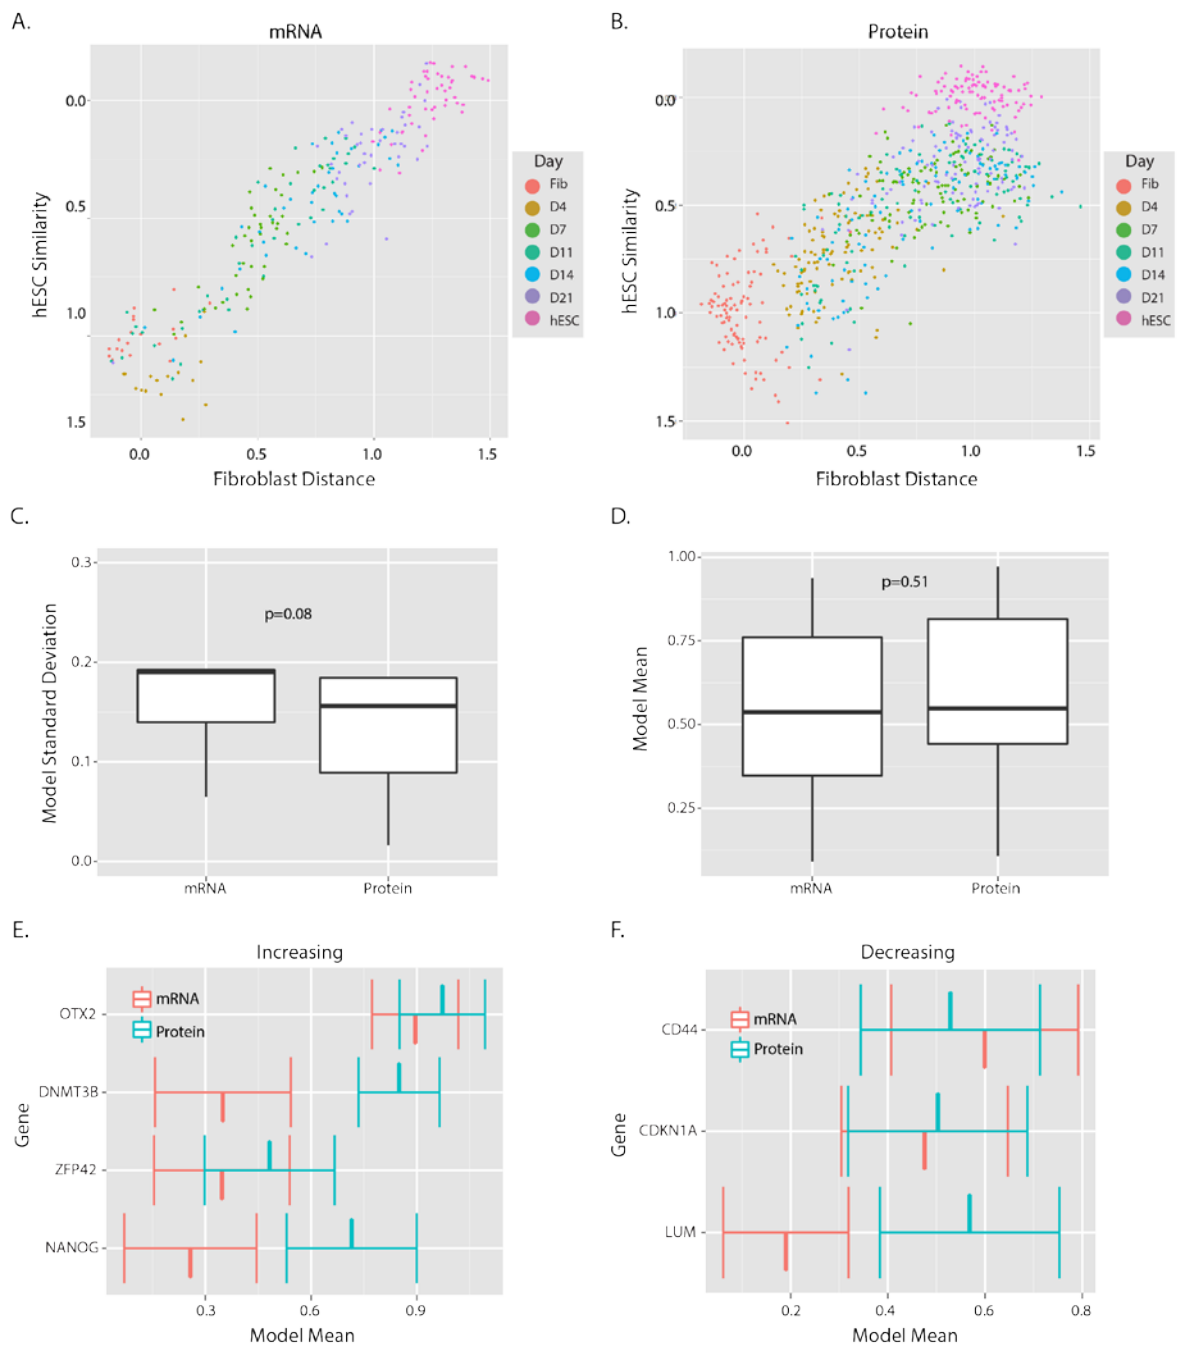 A.
mRNA
hESC Similarity
0.0
0.5
1.0
1.5
0.0 0.5 1.0 1.5
Fibroblast Distance
Day
Fib
D4
D7
D11
D14
D21
hESC
B.
Protein
hESC Similarity
0.0
0.5
1.0
1.5
0.0 0.5 1.0 1.5
Fibroblast Distance
Day
Fib
D4
D7
D11
D14
D21
hESC
C.
Model Standard Deviation
0.3
0.2
0.1
0.0
p=0.08
mRNA Protein
D.
Model Mean
1.00
0.75
0.50
0.25
p=0.51
mRNA Protein
E.
Increasing
Gene
OTX2
DNMT3B
ZFP42
NANOG
mRNA
Protein
0.3 0.6 0.9
Model Mean
F.
Decreasing
Gene
CD44
CDKN1A
LUM
mRNA
Protein
0.2 0.4 0.6 0.8
Model Mean